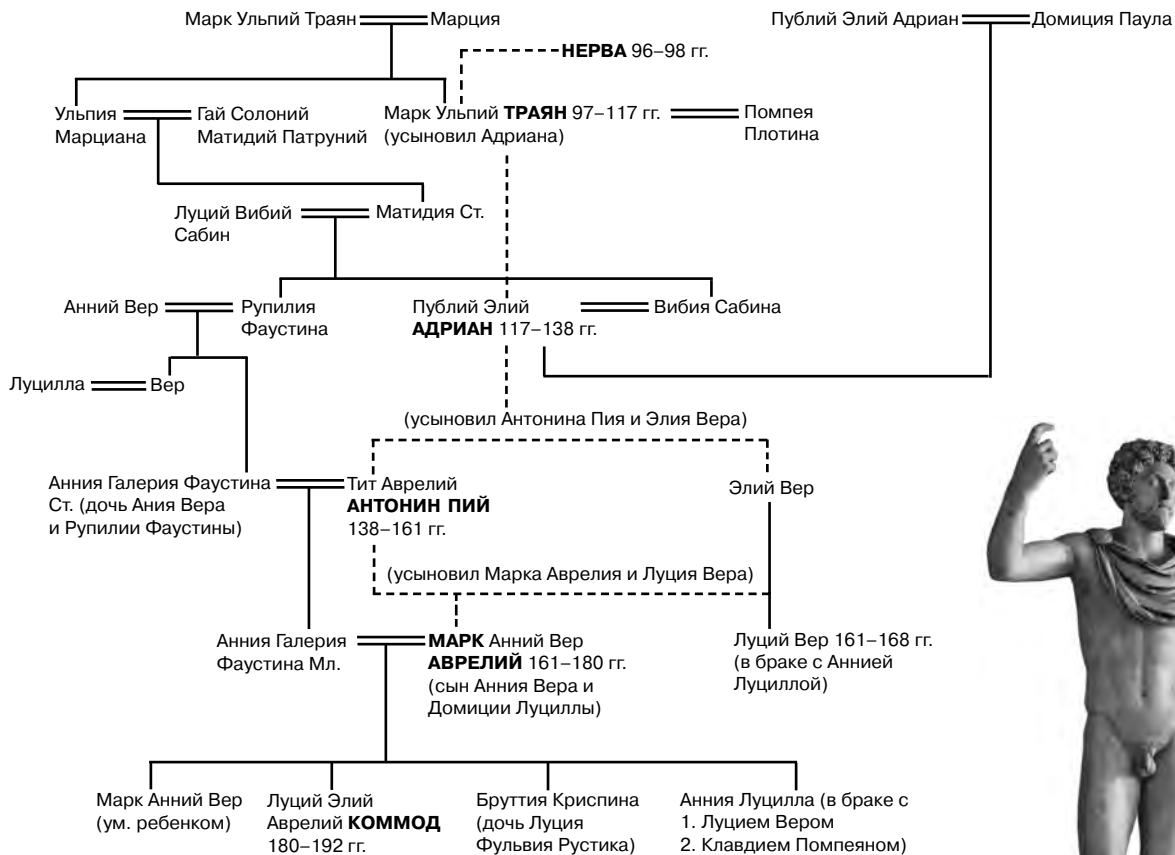 Марк Ульпий Траян
Марция
Публий Элий Адриан
Домиция Паула
НЕРВА 96–98 гг.
Ульпия
Марциана
Гай Солоний
Матидий Патруний
Марк Ульпий ТРАЯН 97–117 гг.
(усыновил Адриана)
Помпея
Плотина
Луций Вибий
Сабин
Матидия Ст.
Анний Вер
Рупилия
Фаустина
Публий Элий
АДРИАН 117–138 гг.
Вибия Сабина
Луцилла
Вер
(усыновил Антонина Пия и Элия Вера)
Анния Галерия Фаустина
Ст. (дочь Ания Вера
и Рупилии Фаустины)
Тит Аврелий
АНТОНИН ПИЙ
138–161 гг.
Элий Вер
(усыновил Марка Аврелия и Луция Вера)
Анния Галерия
Фаустина Мл.
МАРК Анний Вер
АВРЕЛИЙ 161–180 гг.
(сын Анния Вера и
Домиции Луциллы)
Луций Вер 161–168 гг.
(в браке с Аннией
Луциллой)
Марк Анний Вер
(ум. ребенком)
Луций Элий
Аврелий КОММОД
180–192 гг.
Бруттия Криспина
(дочь Луция
Фульвия Рустика)
Анния Луцилла (в браке с
1. Луцием Вером
2. Клавдием Помпеяном)